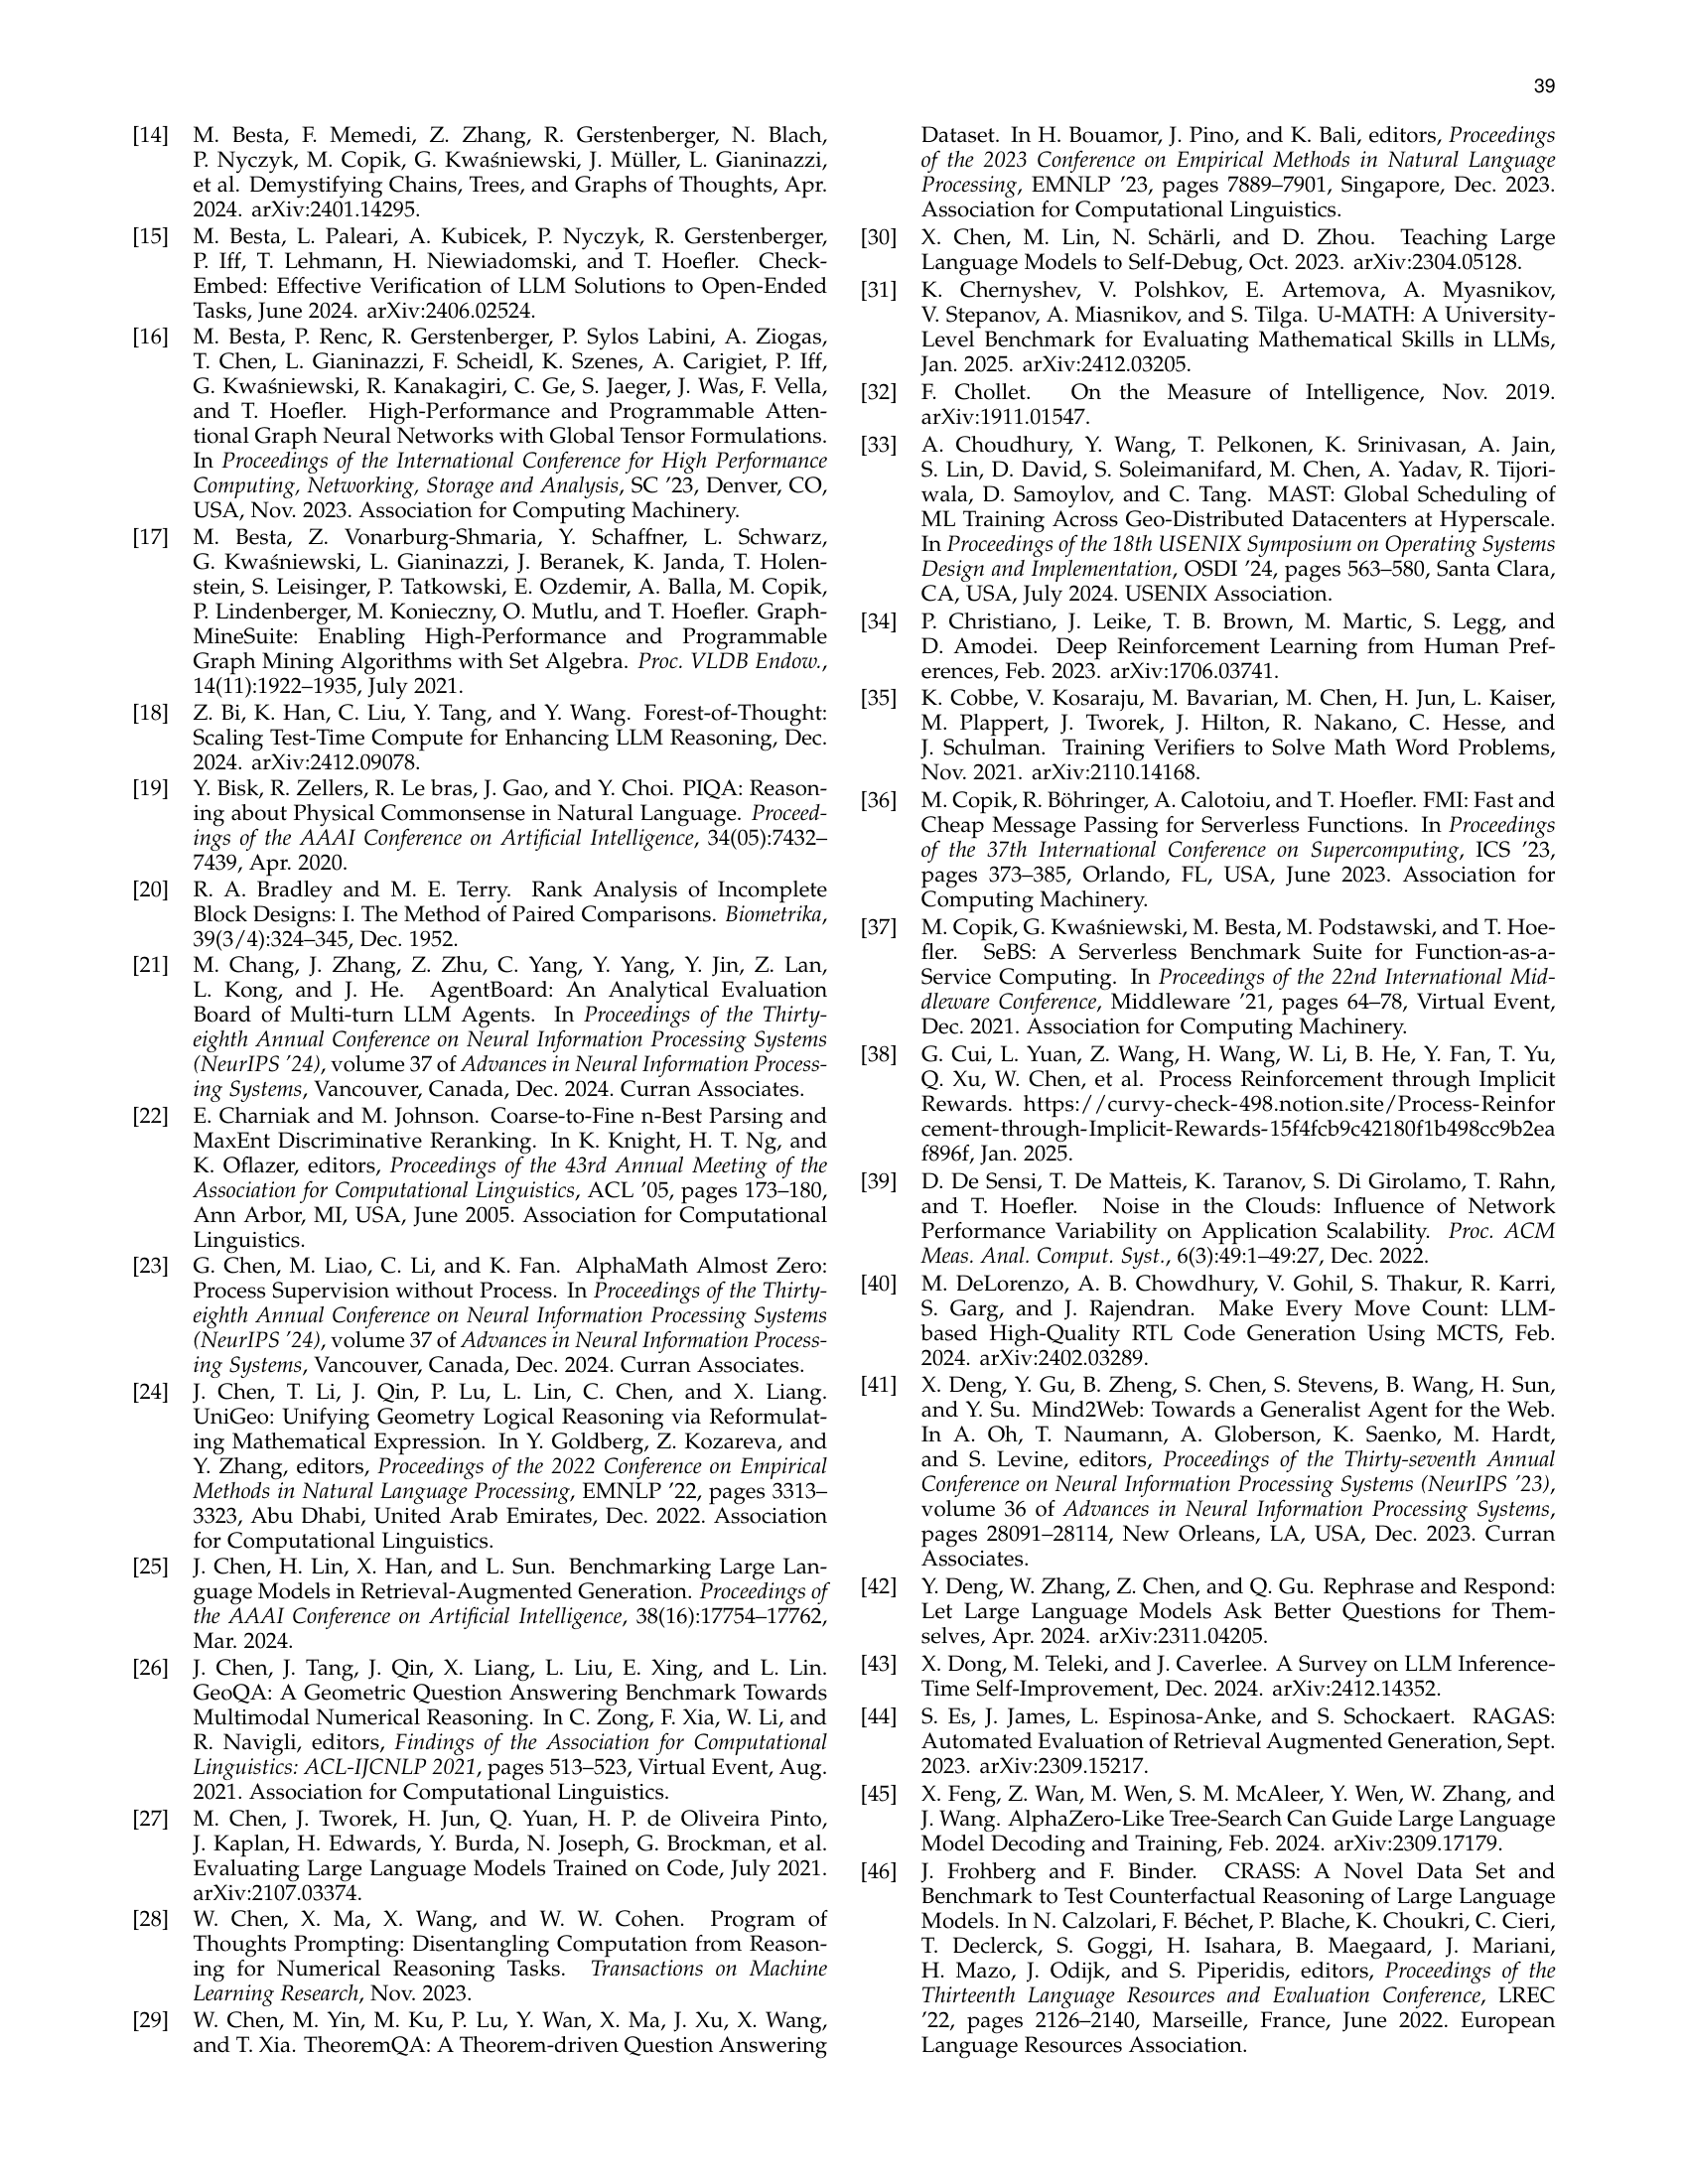 39
[14] M. Besta, F. Memedi, Z. Zhang, R. Gerstenberger, N. Blach,
P. Nyczyk, M. Copik, G. Kwaśniewski, J. Müller, L. Gianinazzi,
et al. Demystifying Chains, Trees, and Graphs of Thoughts, Apr.
2024. arXiv:2401.14295.
[15] M. Besta, L. Paleari, A. Kubicek, P. Nyczyk, R. Gerstenberger,
P. Iff, T. Lehmann, H. Niewiadomski, and T. Hoefler. Check-
Embed: Effective Verification of LLM Solutions to Open-Ended
Tasks, June 2024. arXiv:2406.02524.
[16] M. Besta, P. Renc, R. Gerstenberger, P. Sylos Labini, A. Ziogas,
T. Chen, L. Gianinazzi, F. Scheidl, K. Szenes, A. Carigiet, P. Iff,
G. Kwaśniewski, R. Kanakagiri, C. Ge, S. Jaeger, J. Was, F. Vella,
and T. Hoefler. High-Performance and Programmable Atten-
tional Graph Neural Networks with Global Tensor Formulations.
In Proceedings of the International Conference for High Performance
Computing, Networking, Storage and Analysis, SC ’23, Denver, CO,
USA, Nov. 2023. Association for Computing Machinery.
[17] M. Besta, Z. Vonarburg-Shmaria, Y. Schaffner, L. Schwarz,
G. Kwaśniewski, L. Gianinazzi, J. Beranek, K. Janda, T. Holen-
stein, S. Leisinger, P. Tatkowski, E. Ozdemir, A. Balla, M. Copik,
P. Lindenberger, M. Konieczny, O. Mutlu, and T. Hoefler. Graph-
MineSuite: Enabling High-Performance and Programmable
Graph Mining Algorithms with Set Algebra. Proc. VLDB Endow.,
14(11):1922–1935, July 2021.
[18] Z. Bi, K. Han, C. Liu, Y. Tang, and Y. Wang. Forest-of-Thought:
Scaling Test-Time Compute for Enhancing LLM Reasoning, Dec.
2024. arXiv:2412.09078.
[19] Y. Bisk, R. Zellers, R. Le bras, J. Gao, and Y. Choi. PIQA: Reason-
ing about Physical Commonsense in Natural Language. Proceed-
ings of the AAAI Conference on Artificial Intelligence, 34(05):7432–
7439, Apr. 2020.
[20] R. A. Bradley and M. E. Terry. Rank Analysis of Incomplete
Block Designs: I. The Method of Paired Comparisons. Biometrika,
39(3/4):324–345, Dec. 1952.
[21] M. Chang, J. Zhang, Z. Zhu, C. Yang, Y. Yang, Y. Jin, Z. Lan,
L. Kong, and J. He. AgentBoard: An Analytical Evaluation
Board of Multi-turn LLM Agents. In Proceedings of the Thirty-
eighth Annual Conference on Neural Information Processing Systems
(NeurIPS ’24), volume 37 of Advances in Neural Information Process-
ing Systems, Vancouver, Canada, Dec. 2024. Curran Associates.
[22] E. Charniak and M. Johnson. Coarse-to-Fine n-Best Parsing and
MaxEnt Discriminative Reranking. In K. Knight, H. T. Ng, and
K. Oflazer, editors, Proceedings of the 43rd Annual Meeting of the
Association for Computational Linguistics, ACL ’05, pages 173–180,
Ann Arbor, MI, USA, June 2005. Association for Computational
Linguistics.
[23] G. Chen, M. Liao, C. Li, and K. Fan. AlphaMath Almost Zero:
Process Supervision without Process. In Proceedings of the Thirty-
eighth Annual Conference on Neural Information Processing Systems
(NeurIPS ’24), volume 37 of Advances in Neural Information Process-
ing Systems, Vancouver, Canada, Dec. 2024. Curran Associates.
[24] J. Chen, T. Li, J. Qin, P. Lu, L. Lin, C. Chen, and X. Liang.
UniGeo: Unifying Geometry Logical Reasoning via Reformulat-
ing Mathematical Expression. In Y. Goldberg, Z. Kozareva, and
Y. Zhang, editors, Proceedings of the 2022 Conference on Empirical
Methods in Natural Language Processing, EMNLP ’22, pages 3313–
3323, Abu Dhabi, United Arab Emirates, Dec. 2022. Association
for Computational Linguistics.
[25] J. Chen, H. Lin, X. Han, and L. Sun. Benchmarking Large Lan-
guage Models in Retrieval-Augmented Generation. Proceedings of
the AAAI Conference on Artificial Intelligence, 38(16):17754–17762,
Mar. 2024.
[26] J. Chen, J. Tang, J. Qin, X. Liang, L. Liu, E. Xing, and L. Lin.
GeoQA: A Geometric Question Answering Benchmark Towards
Multimodal Numerical Reasoning. In C. Zong, F. Xia, W. Li, and
R. Navigli, editors, Findings of the Association for Computational
Linguistics: ACL-IJCNLP 2021, pages 513–523, Virtual Event, Aug.
2021. Association for Computational Linguistics.
[27] M. Chen, J. Tworek, H. Jun, Q. Yuan, H. P. de Oliveira Pinto,
J. Kaplan, H. Edwards, Y. Burda, N. Joseph, G. Brockman, et al.
Evaluating Large Language Models Trained on Code, July 2021.
arXiv:2107.03374.
[28] W. Chen, X. Ma, X. Wang, and W. W. Cohen. Program of
Thoughts Prompting: Disentangling Computation from Reason-
ing for Numerical Reasoning Tasks. Transactions on Machine
Learning Research, Nov. 2023.
[29] W. Chen, M. Yin, M. Ku, P. Lu, Y. Wan, X. Ma, J. Xu, X. Wang,
and T. Xia. TheoremQA: A Theorem-driven Question Answering
Dataset. In H. Bouamor, J. Pino, and K. Bali, editors, Proceedings
of the 2023 Conference on Empirical Methods in Natural Language
Processing, EMNLP ’23, pages 7889–7901, Singapore, Dec. 2023.
Association for Computational Linguistics.
[30] X. Chen, M. Lin, N. Schärli, and D. Zhou. Teaching Large
Language Models to Self-Debug, Oct. 2023. arXiv:2304.05128.
[31] K. Chernyshev, V. Polshkov, E. Artemova, A. Myasnikov,
V. Stepanov, A. Miasnikov, and S. Tilga. U-MATH: A University-
Level Benchmark for Evaluating Mathematical Skills in LLMs,
Jan. 2025. arXiv:2412.03205.
[32] F. Chollet. On the Measure of Intelligence, Nov. 2019.
arXiv:1911.01547.
[33] A. Choudhury, Y. Wang, T. Pelkonen, K. Srinivasan, A. Jain,
S. Lin, D. David, S. Soleimanifard, M. Chen, A. Yadav, R. Tijori-
wala, D. Samoylov, and C. Tang. MAST: Global Scheduling of
ML Training Across Geo-Distributed Datacenters at Hyperscale.
In Proceedings of the 18th USENIX Symposium on Operating Systems
Design and Implementation, OSDI ’24, pages 563–580, Santa Clara,
CA, USA, July 2024. USENIX Association.
[34] P. Christiano, J. Leike, T. B. Brown, M. Martic, S. Legg, and
D. Amodei. Deep Reinforcement Learning from Human Pref-
erences, Feb. 2023. arXiv:1706.03741.
[35] K. Cobbe, V. Kosaraju, M. Bavarian, M. Chen, H. Jun, L. Kaiser,
M. Plappert, J. Tworek, J. Hilton, R. Nakano, C. Hesse, and
J. Schulman. Training Verifiers to Solve Math Word Problems,
Nov. 2021. arXiv:2110.14168.
[36] M. Copik, R. Böhringer, A. Calotoiu, and T. Hoefler. FMI: Fast and
Cheap Message Passing for Serverless Functions. In Proceedings
of the 37th International Conference on Supercomputing, ICS ’23,
pages 373–385, Orlando, FL, USA, June 2023. Association for
Computing Machinery.
[37] M. Copik, G. Kwaśniewski, M. Besta, M. Podstawski, and T. Hoe-
fler. SeBS: A Serverless Benchmark Suite for Function-as-a-
Service Computing. In Proceedings of the 22nd International Mid-
dleware Conference, Middleware ’21, pages 64–78, Virtual Event,
Dec. 2021. Association for Computing Machinery.
[38] G. Cui, L. Yuan, Z. Wang, H. Wang, W. Li, B. He, Y. Fan, T. Yu,
Q. Xu, W. Chen, et al. Process Reinforcement through Implicit
Rewards. https://curvy-check-498.notion.site/Process-Reinfor
cement-through-Implicit-Rewards-15f4fcb9c42180f1b498cc9b2ea
f896f, Jan. 2025.
[39] D. De Sensi, T. De Matteis, K. Taranov, S. Di Girolamo, T. Rahn,
and T. Hoefler. Noise in the Clouds: Influence of Network
Performance Variability on Application Scalability. Proc. ACM
Meas. Anal. Comput. Syst., 6(3):49:1–49:27, Dec. 2022.
[40] M. DeLorenzo, A. B. Chowdhury, V. Gohil, S. Thakur, R. Karri,
S. Garg, and J. Rajendran. Make Every Move Count: LLM-
based High-Quality RTL Code Generation Using MCTS, Feb.
2024. arXiv:2402.03289.
[41] X. Deng, Y. Gu, B. Zheng, S. Chen, S. Stevens, B. Wang, H. Sun,
and Y. Su. Mind2Web: Towards a Generalist Agent for the Web.
In A. Oh, T. Naumann, A. Globerson, K. Saenko, M. Hardt,
and S. Levine, editors, Proceedings of the Thirty-seventh Annual
Conference on Neural Information Processing Systems (NeurIPS ’23),
volume 36 of Advances in Neural Information Processing Systems,
pages 28091–28114, New Orleans, LA, USA, Dec. 2023. Curran
Associates.
[42] Y. Deng, W. Zhang, Z. Chen, and Q. Gu. Rephrase and Respond:
Let Large Language Models Ask Better Questions for Them-
selves, Apr. 2024. arXiv:2311.04205.
[43] X. Dong, M. Teleki, and J. Caverlee. A Survey on LLM Inference-
Time Self-Improvement, Dec. 2024. arXiv:2412.14352.
[44] S. Es, J. James, L. Espinosa-Anke, and S. Schockaert. RAGAS:
Automated Evaluation of Retrieval Augmented Generation, Sept.
2023. arXiv:2309.15217.
[45] X. Feng, Z. Wan, M. Wen, S. M. McAleer, Y. Wen, W. Zhang, and
J. Wang. AlphaZero-Like Tree-Search Can Guide Large Language
Model Decoding and Training, Feb. 2024. arXiv:2309.17179.
[46] J. Frohberg and F. Binder. CRASS: A Novel Data Set and
Benchmark to Test Counterfactual Reasoning of Large Language
Models. In N. Calzolari, F. Béchet, P. Blache, K. Choukri, C. Cieri,
T. Declerck, S. Goggi, H. Isahara, B. Maegaard, J. Mariani,
H. Mazo, J. Odijk, and S. Piperidis, editors, Proceedings of the
Thirteenth Language Resources and Evaluation Conference, LREC
’22, pages 2126–2140, Marseille, France, June 2022. European
Language Resources Association.